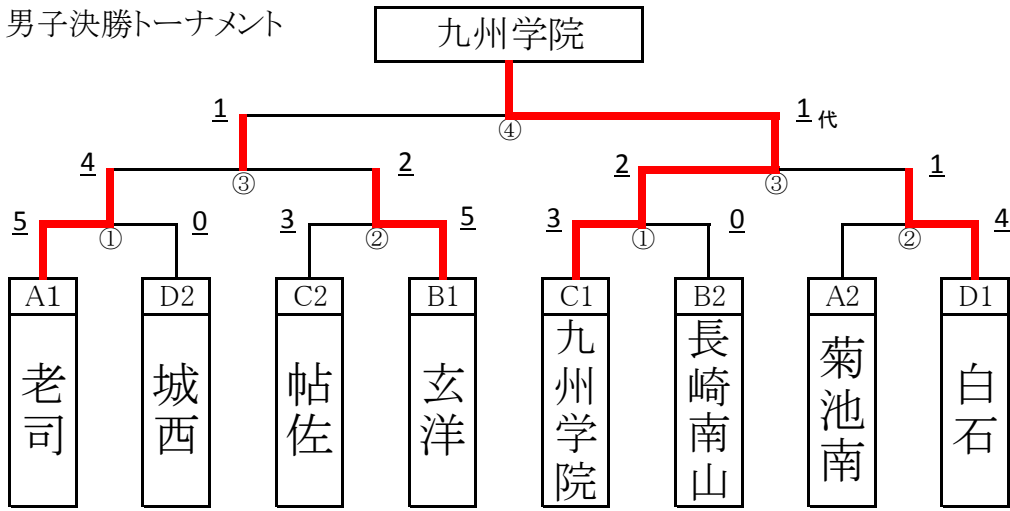 男子決勝トーナメント
九州学院
1
1代
④
4
2
2
1
③
③
5
0
3
5
3
0
4
①
②
①
②
A1
D2
C2
B1
C1
B2
A2
D1
老司
城西
帖佐
玄洋
九州学院
長崎南山
菊池南
白石